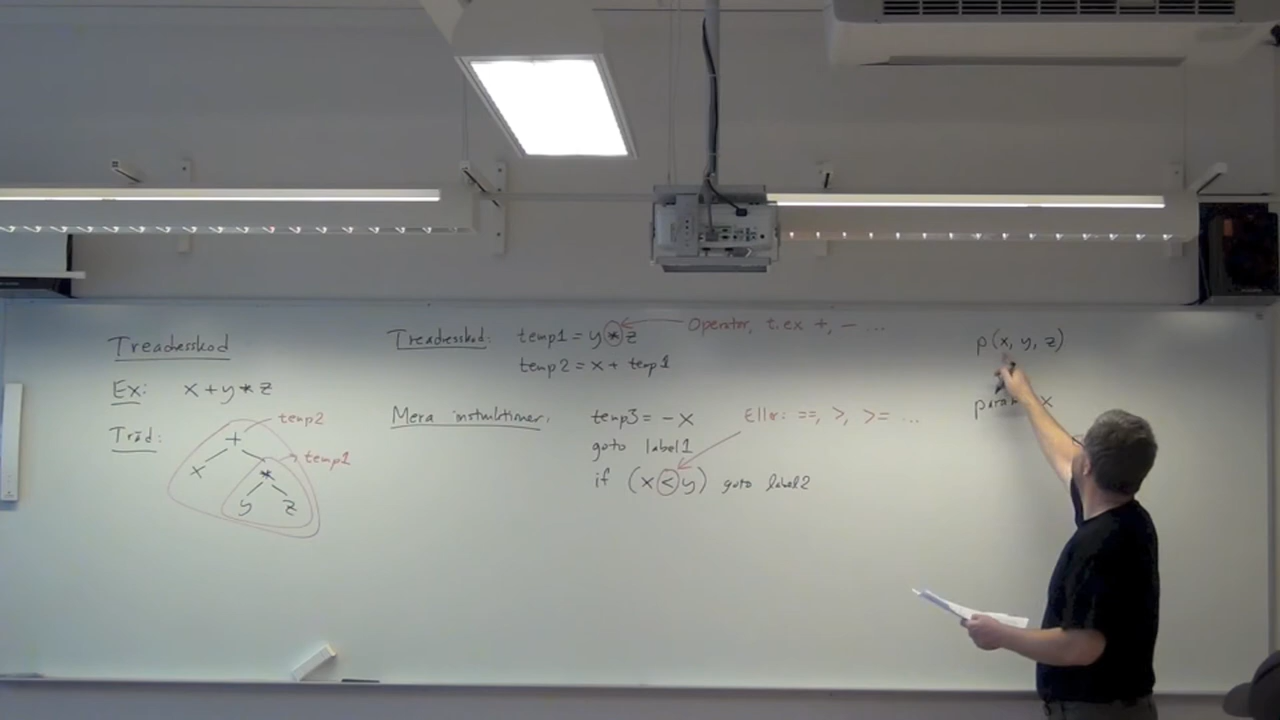 Treadresskod
Ex: x + y * z
Träd:
temp2
+
temp1
x
*
y z
Treadresskod: temp1 = y * z
Operator, t.ex +, - ...
temp2 = x + temp1
Mera instruktioner:
temp3 = - x
goto label1
Eller: ==, >, >= ...
if (x < y) goto label2
p(x, y, z)
param x